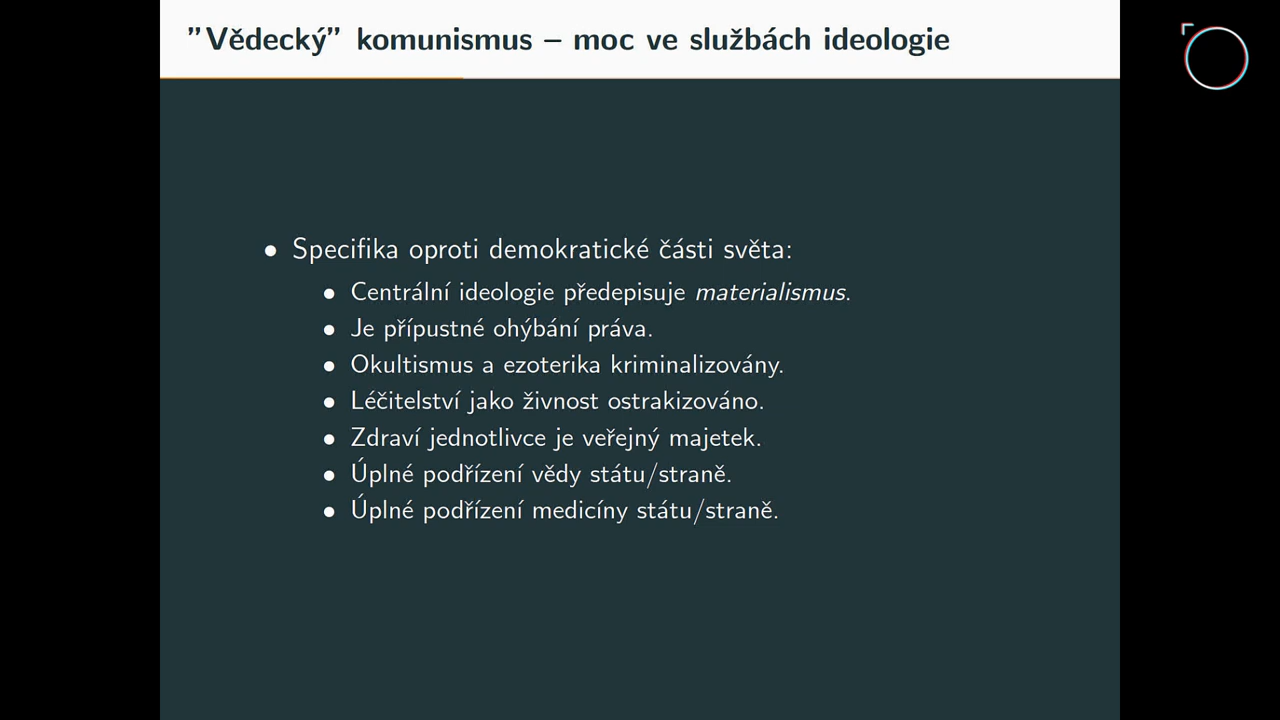 ”Vědecký” komunismus – moc ve službách ideologie
• Specifika oproti demokratické části světa:
• Centrální ideologie předepisuje materialismus.
• Je přípustné ohýbání práva.
• Okultismus a ezoterika kriminalizovány.
• Léčitelství jako živnost ostrakizováno.
• Zdraví jednotlivce je veřejný majetek.
• Úplné podřízení vědy státu/straně.
• Úplné podřízení medicíny státu/straně.